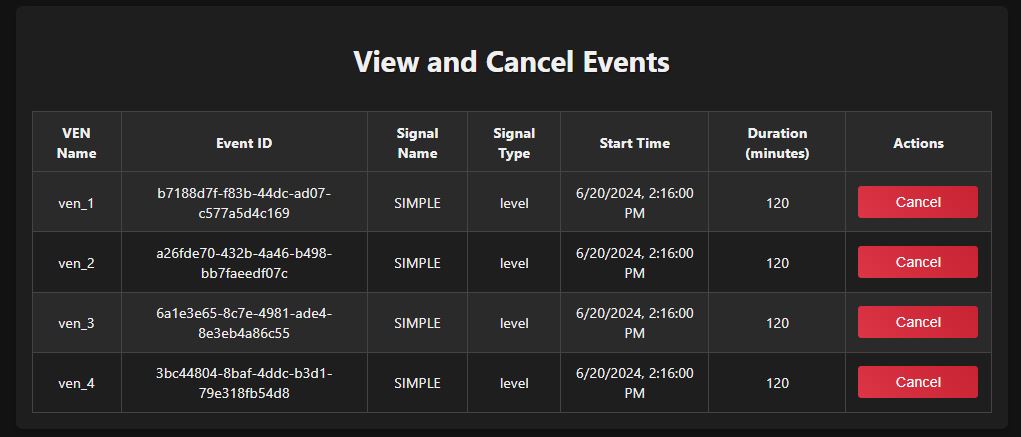 View and Cancel Events
VEN Name Event ID Signal Name Signal Type Start Time Duration (minutes) Actions
ven_1 b7188d7f-f83b-44dc-ad07-c577a5d4c169 SIMPLE level 6/20/2024, 2:16:00 PM 120 Cancel
ven_2 a26fde70-432b-4a46-b498-bb7faeedf07c SIMPLE level 6/20/2024, 2:16:00 PM 120 Cancel
ven_3 6a1e3e65-8c7e-4981-ade4-8e3eb4a86c55 SIMPLE level 6/20/2024, 2:16:00 PM 120 Cancel
ven_4 3bc44804-8baf-4ddc-b3d1-79e318fb54d8 SIMPLE level 6/20/2024, 2:16:00 PM 120 Cancel